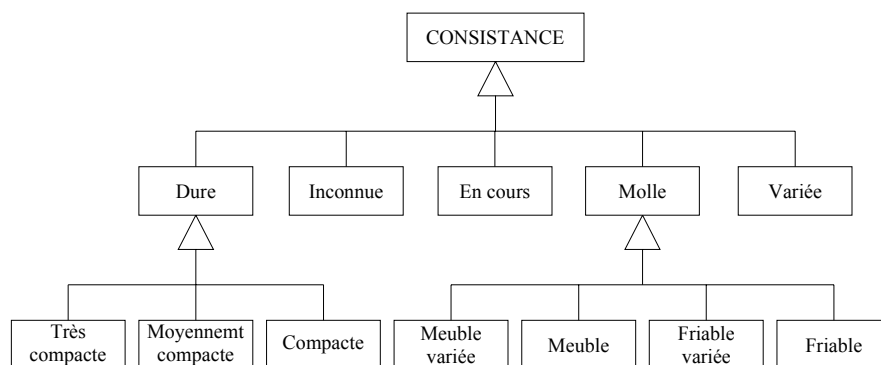 CONSISTANCE
Dure
Inconnue
En cours
Molle
Variée
Très
compacte
Moyennemt
compacte
Compacte
Meuble
variée
Meuble
Friable
variée
Friable